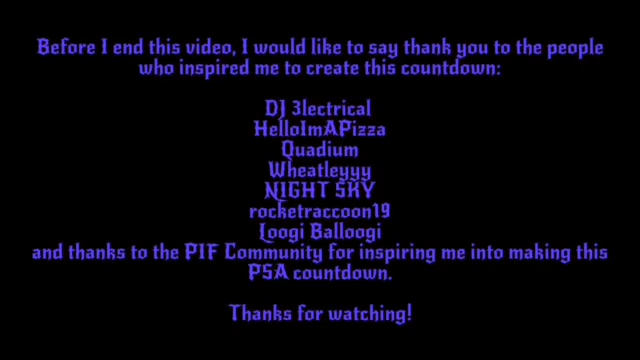 Before I end this video, I would like to say thank you to the people
who inspired me to create this countdown:
DJ 3lectrical
HelloImAPizza
Quadium
Wheatleyyy
NIGHT SKY
rocketraccoon19
Loogi Balloogi
and thanks to the PIF Community for inspiring me into making this
PSA countdown.
Thanks for watching!